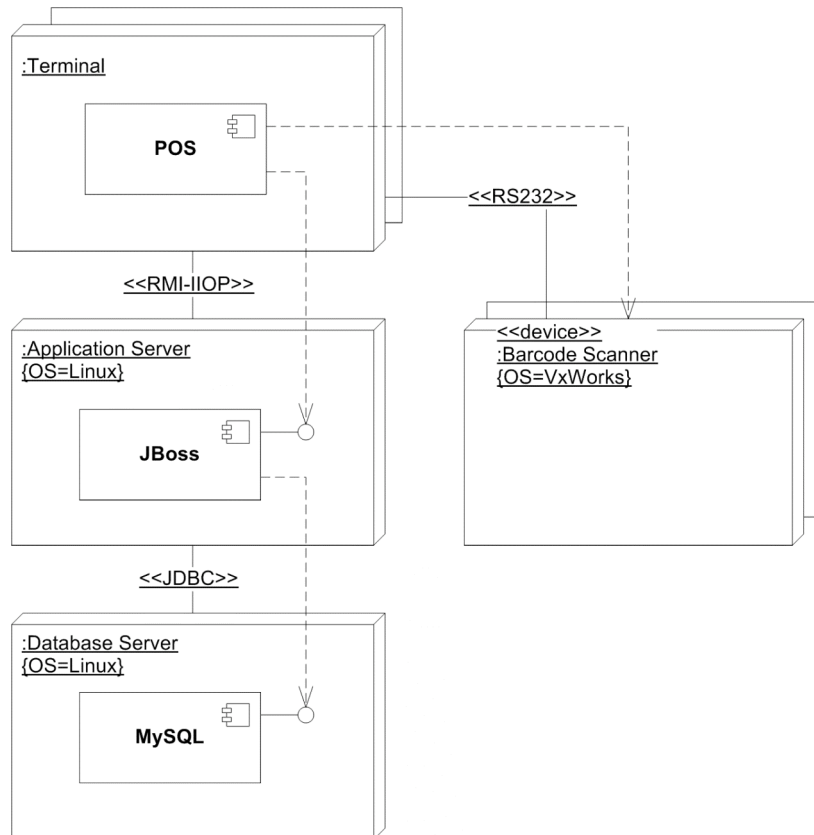 :Terminal
POS
<<RS232>>
<<RMI-IIOP>>
:Application Server
{OS=Linux}
JBoss
<<device>>
:Barcode Scanner
{OS=VxWorks}
<<JDBC>>
:Database Server
{OS=Linux}
MySQL